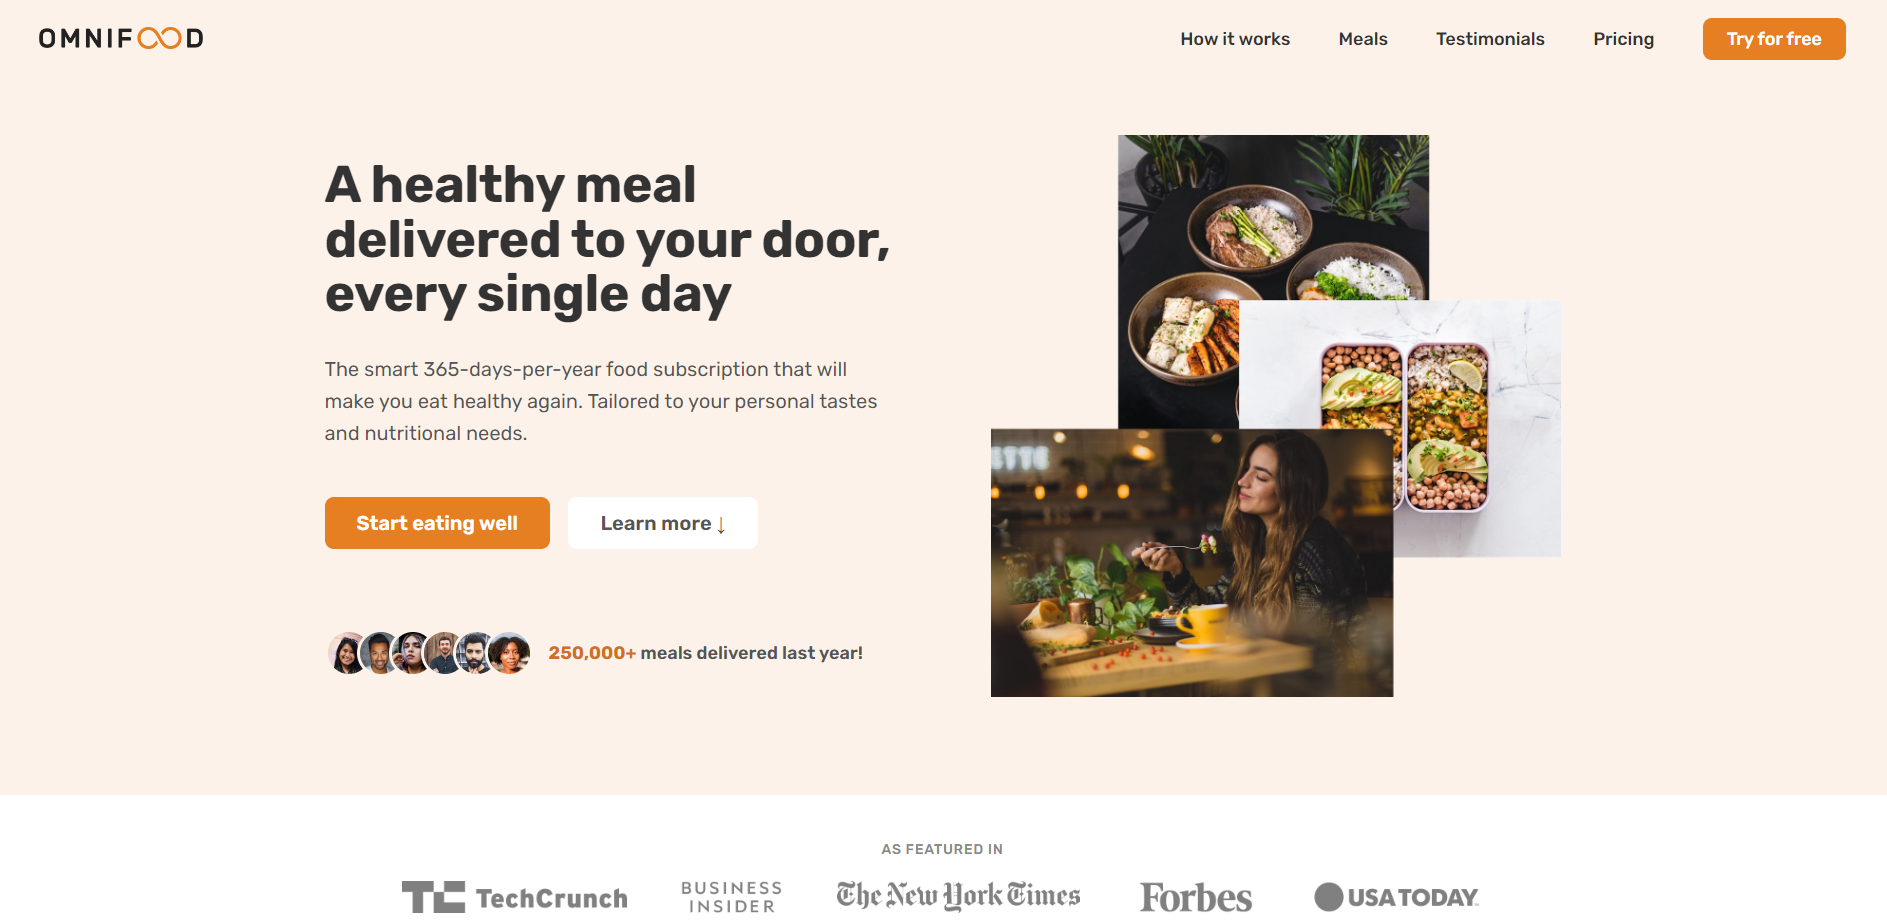 OMNIFOOD
How it works
Meals
Testimonials
Pricing
Try for free
A healthy meal
delivered to your door,
every single day
The smart 365-days-per-year food subscription that will
make you eat healthy again. Tailored to your personal tastes
and nutritional needs.
Start eating well
Learn more ↓
250,000+ meals delivered last year!
AS FEATURED IN
TechCrunch
BUSINESS
INSIDER
The New York Times
Forbes
USA TODAY